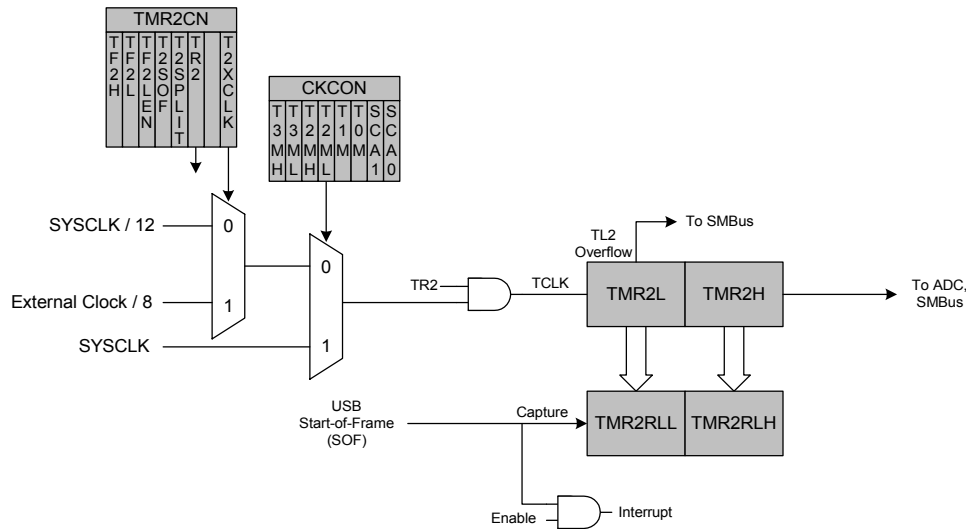 TMR2CN
TF2H
TF2L
TF2LEN
T2SOF
T2SPLIT
TR2
T2XCLK
CKCON
T3MH
T3ML
T2MH
T2ML
T1M
T0M
SCA1
SCA0
SYSCLK / 12
0
External Clock / 8
1
SYSCLK
0
1
TR2
TCLK
TL2
Overflow
To SMBus
TMR2L
TMR2H
To ADC,
SMBus
USB
Start-of-Frame
(SOF)
Capture
TMR2RLL
TMR2RLH
Enable
Interrupt